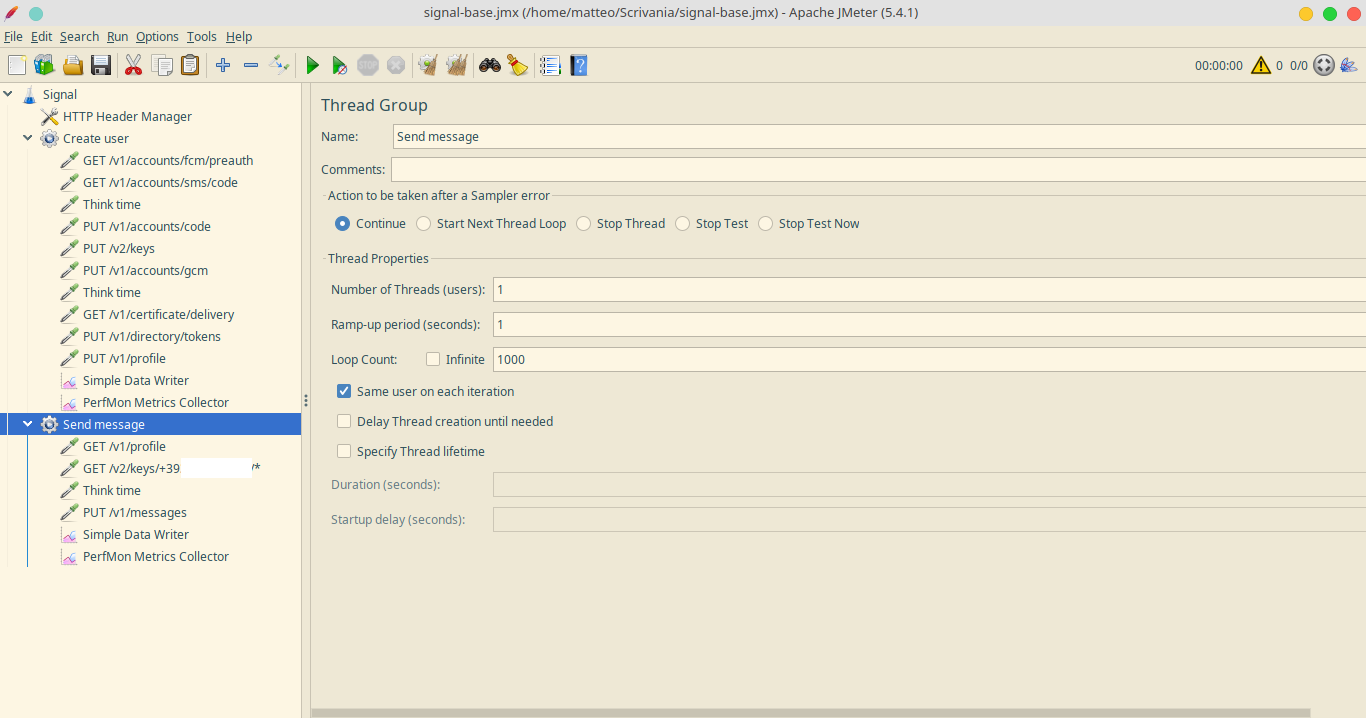 signal-base.jmx (/home/matteo/Scrivania/signal-base.jmx) - Apache JMeter (5.4.1)
File Edit Search Run Options Tools Help
STOP
00:00:00 0 0/0
Signal
HTTP Header Manager
Create user
GET /v1/accounts/fcm/preauth
GET /v1/accounts/sms/code
Think time
PUT /v1/accounts/code
PUT /v2/keys
PUT /v1/accounts/gcm
Think time
GET /v1/certificate/delivery
PUT /v1/directory/tokens
PUT /v1/profile
Simple Data Writer
PerfMon Metrics Collector
Send message
GET /v1/profile
GET /v2/keys/+39 /*
Think time
PUT /v1/messages
Simple Data Writer
PerfMon Metrics Collector
Thread Group
Name: Send message
Comments:
Action to be taken after a Sampler error
Continue Start Next Thread Loop Stop Thread Stop Test Stop Test Now
Thread Properties
Number of Threads (users): 1
Ramp-up period (seconds): 1
Loop Count: Infinite 1000
Same user on each iteration
Delay Thread creation until needed
Specify Thread lifetime
Duration (seconds):
Startup delay (seconds):